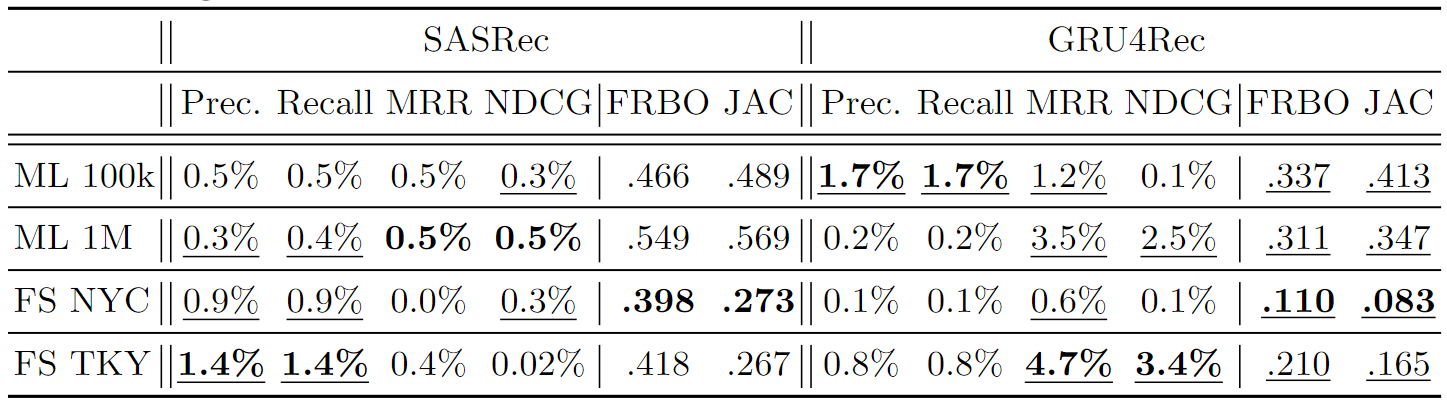 SASRec GRU4Rec
Prec. Recall MRR NDCG FRBO JAC Prec. Recall MRR NDCG FRBO JAC
ML 100k 0.5% 0.5% 0.5% 0.3% .466 .489 1.7% 1.7% 1.2% 0.1% .337 .413
ML 1M 0.3% 0.4% 0.5% 0.5% .549 .569 0.2% 0.2% 3.5% 2.5% .311 .347
FS NYC 0.9% 0.9% 0.0% 0.3% .398 .273 0.1% 0.1% 0.6% 0.1% .110 .083
FS TKY 1.4% 1.4% 0.4% 0.02% .418 .267 0.8% 0.8% 4.7% 3.4% .210 .165